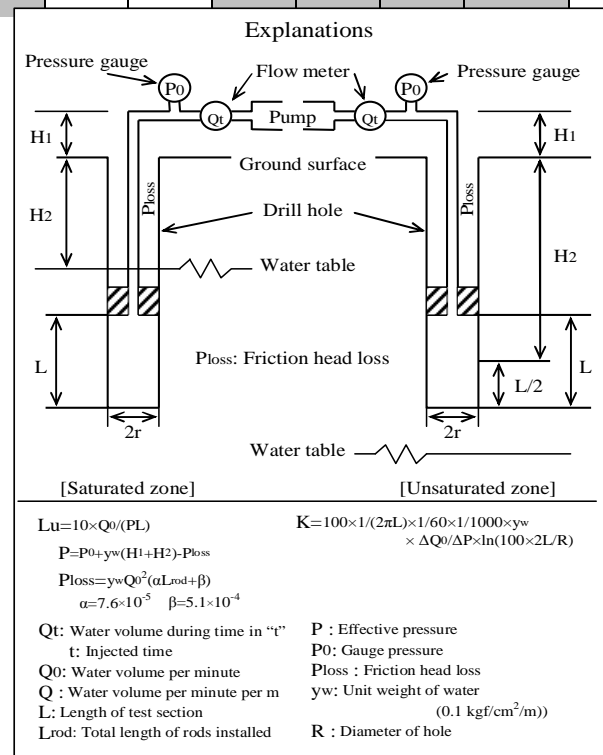 Explanations
Pressure gauge Flow meter Pressure gauge
P0 P0
Qt Pump Qt
H1 H1
Ground surface
Ploss Ploss
H2 Drill hole H2
Water table
L Ploss: Friction head loss L
L/2
2r 2r
Water table
[Saturated zone] [Unsaturated zone]
Lu=10×Q0/(PL) K=100×1/(2πL)×1/60×1/1000×yw
× ΔQ0/ΔP×ln(100×2L/R)
P=P0+yw(H1+H2)-Ploss
Ploss=ywQ0²(αLrod+β)
α=7.6×10⁻⁵ β=5.1×10⁻⁴
Qt: Water volume during time in “t”
t: Injected time
Q0: Water volume per minute
Q : Water volume per minute per m
L: Length of test section
Lrod: Total length of rods installed
P : Effective pressure
P0: Gauge pressure
Ploss : Friction head loss
yw: Unit weight of water
(0.1 kgf/cm²/m))
R : Diameter of hole